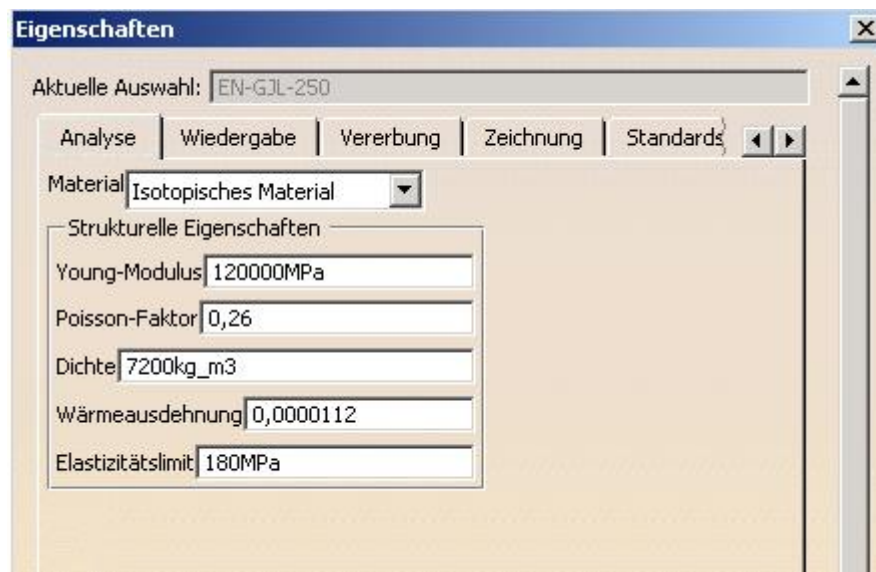 Eigenschaften
Aktuelle Auswahl: EN-GJL-250
Analyse Wiedergabe Vererbung Zeichnung Standards
Material Isotopisches Material
Strukturelle Eigenschaften
Young-Modulus 120000MPa
Poisson-Faktor 0,26
Dichte 7200kg_m3
Wärmeausdehnung 0,0000112
Elastizitätslimit 180MPa